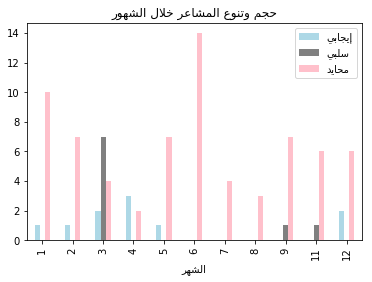 حجم وتنوع المشاعر خلال الشهور
إيجابي
سلبي
محايد
14
12
10
8
6
4
2
0
1 2 3 4 5 6 7 8 9 11 12
الشهر